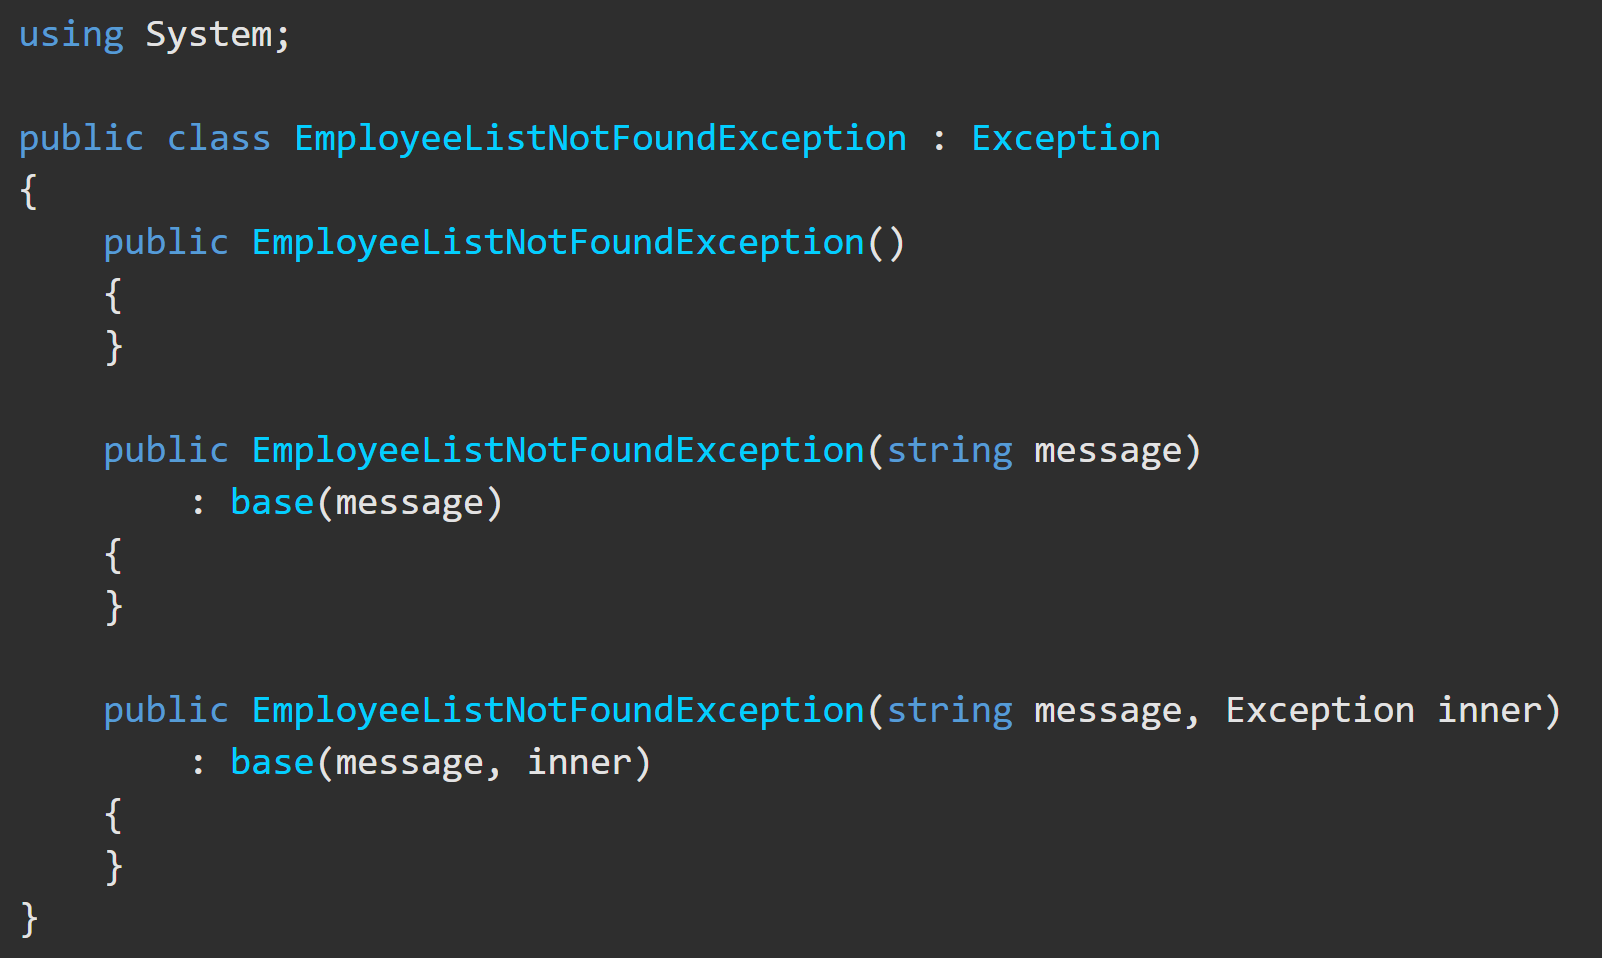 using System;

public class EmployeeListNotFoundException : Exception
{
    public EmployeeListNotFoundException()
    {
    }

    public EmployeeListNotFoundException(string message)
        : base(message)
    {
    }

    public EmployeeListNotFoundException(string message, Exception inner)
        : base(message, inner)
    {
    }
}